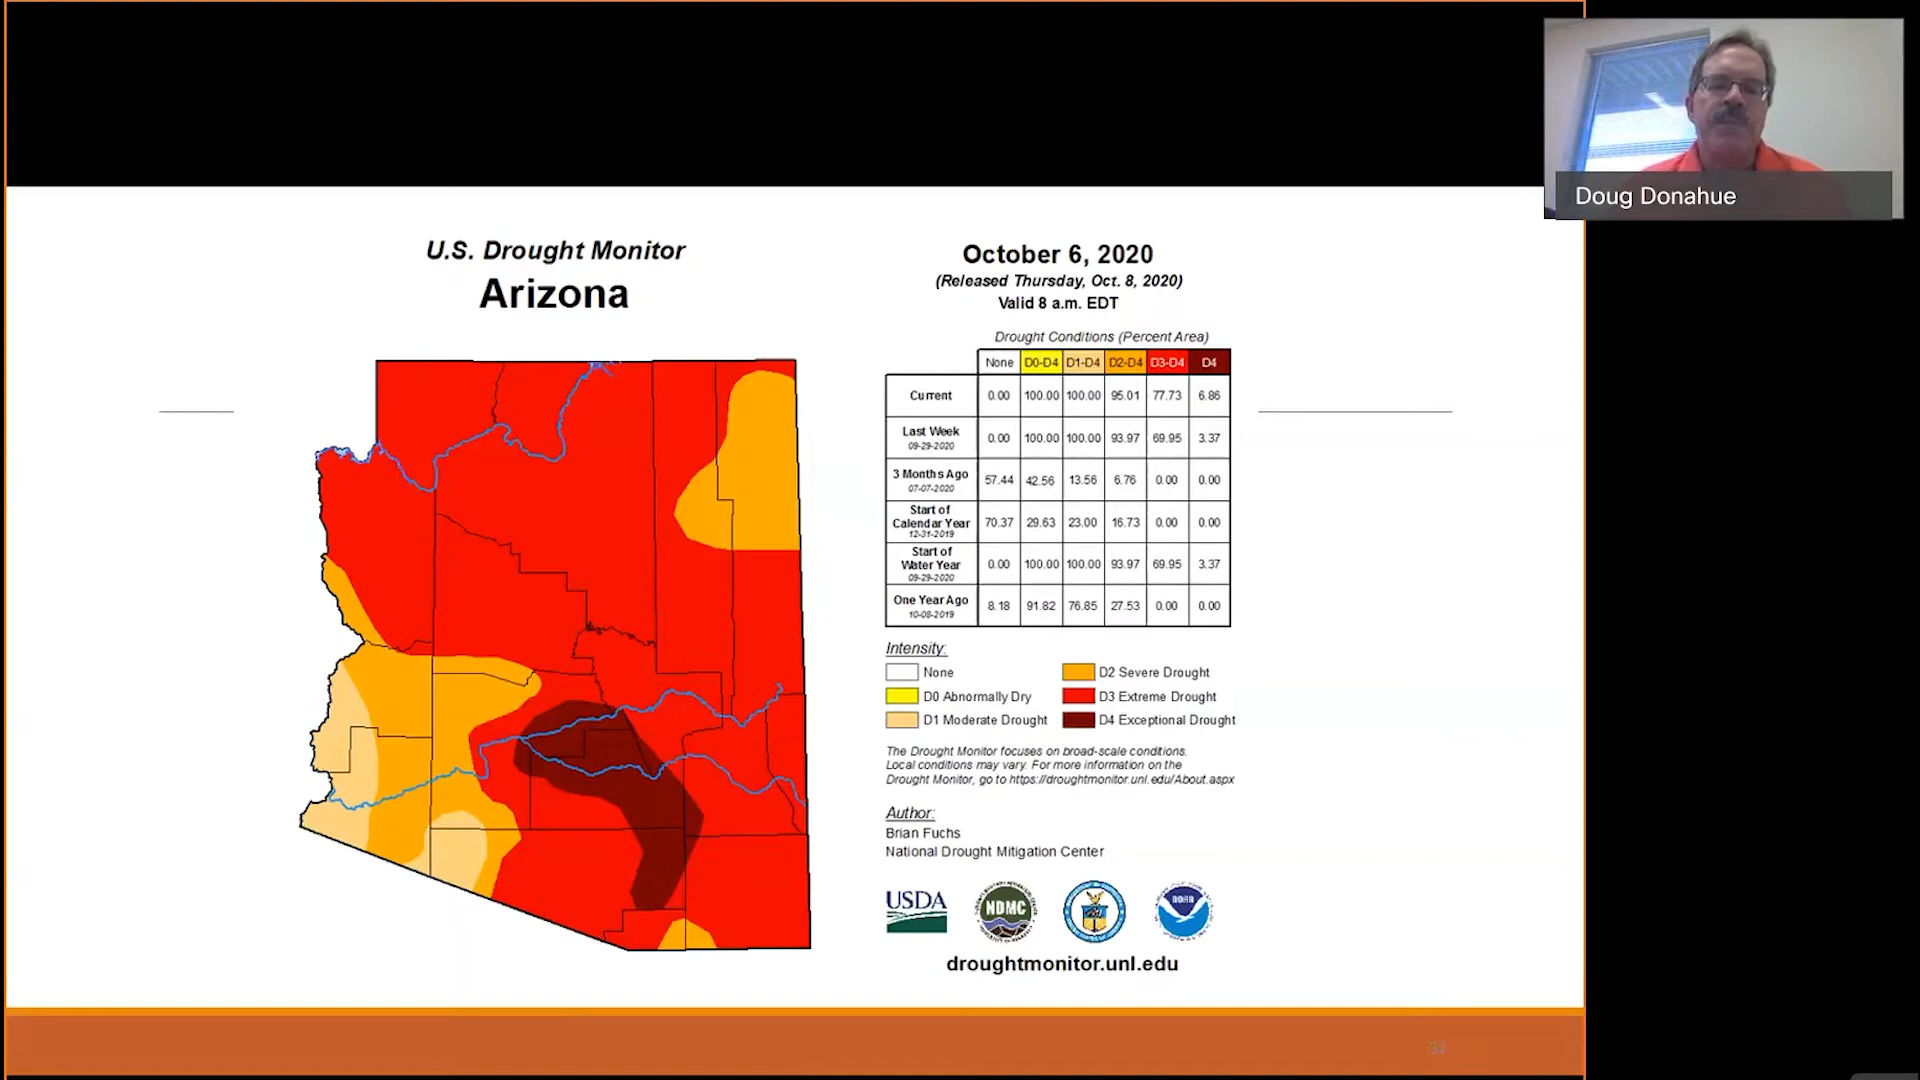 Doug Donahue
U.S. Drought Monitor
Arizona
October 6, 2020
(Released Thursday, Oct. 8, 2020)
Valid 8 a.m. EDT
Drought Conditions (Percent Area)
None D0-D4 D1-D4 D2-D4 D3-D4 D4
Current 0.00 100.00 100.00 95.01 77.73 6.86
Last Week
09-29-2020
0.00 100.00 100.00 93.97 69.95 3.37
3 Months Ago
07-07-2020
57.44 42.56 13.56 6.76 0.00 0.00
Start of
Calendar Year
12-31-2019
70.37 29.63 23.00 16.73 0.00 0.00
Start of
Water Year
09-29-2020
0.00 100.00 100.00 93.97 69.95 3.37
One Year Ago
10-08-2019
8.18 91.82 76.85 27.53 0.00 0.00
Intensity:
None
D0 Abnormally Dry
D1 Moderate Drought
D2 Severe Drought
D3 Extreme Drought
D4 Exceptional Drought
The Drought Monitor focuses on broad-scale conditions.
Local conditions may vary. For more information on the
Drought Monitor, go to https://droughtmonitor.unl.edu/About.aspx
Author:
Brian Fuchs
National Drought Mitigation Center
USDA
NDMC
NOAA
droughtmonitor.unl.edu
31